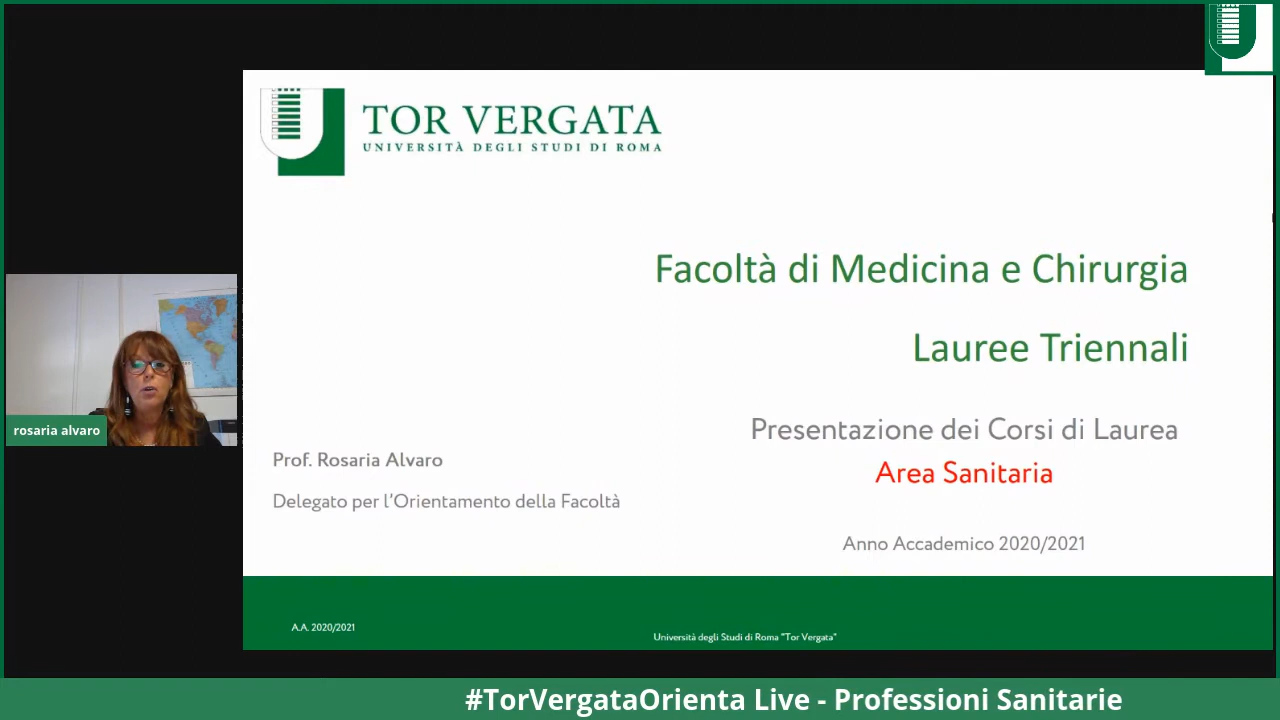 TOR VERGATA
UNIVERSITÀ DEGLI STUDI DI ROMA
Facoltà di Medicina e Chirurgia
Lauree Triennali
Presentazione dei Corsi di Laurea
Area Sanitaria
Anno Accademico 2020/2021
Prof. Rosaria Alvaro
Delegato per l'Orientamento della Facoltà
rosaria alvaro
A.A. 2020/2021
Università degli Studi di Roma "Tor Vergata"
#TorVergataOrienta Live - Professioni Sanitarie